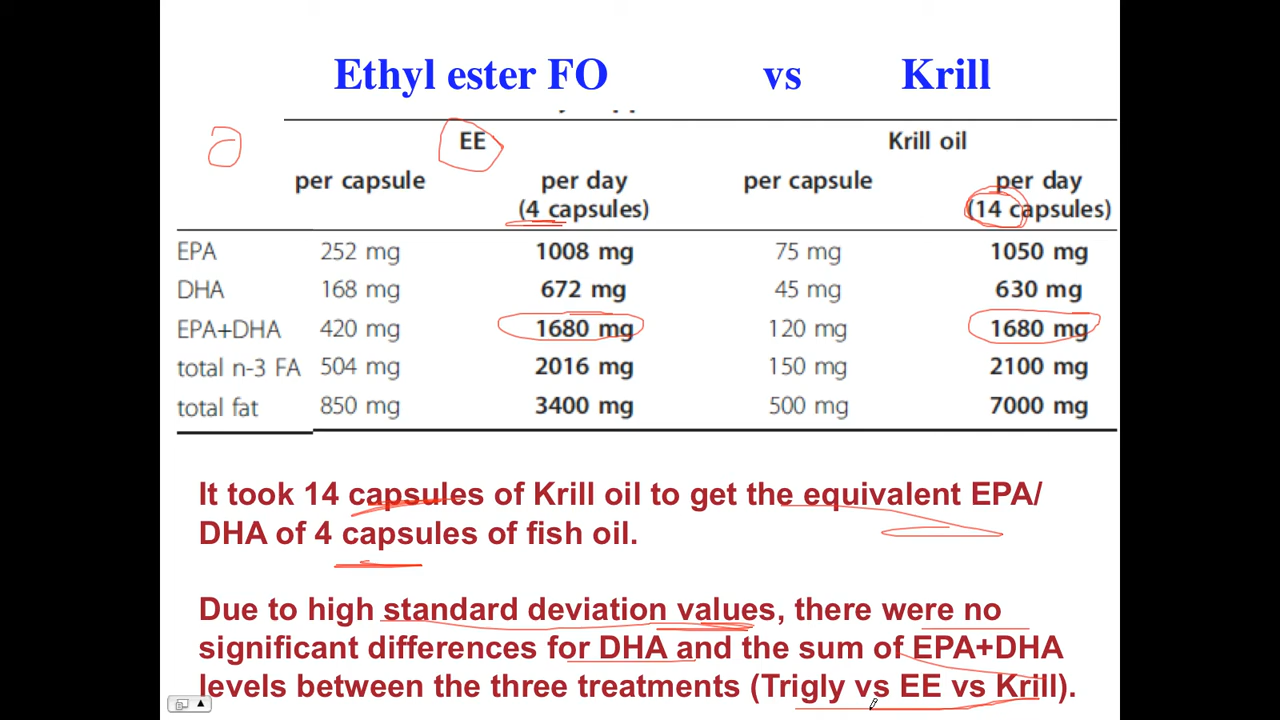 Ethyl ester FO vs Krill
EE Krill oil
per capsule per day per capsule per day
(4 capsules) (14 capsules)
EPA 252 mg 1008 mg 75 mg 1050 mg
DHA 168 mg 672 mg 45 mg 630 mg
EPA+DHA 420 mg 1680 mg 120 mg 1680 mg
total n-3 FA 504 mg 2016 mg 150 mg 2100 mg
total fat 850 mg 3400 mg 500 mg 7000 mg
It took 14 capsules of Krill oil to get the equivalent EPA/
DHA of 4 capsules of fish oil.
Due to high standard deviation values, there were no
significant differences for DHA and the sum of EPA+DHA
levels between the three treatments (Trigly vs EE vs Krill).